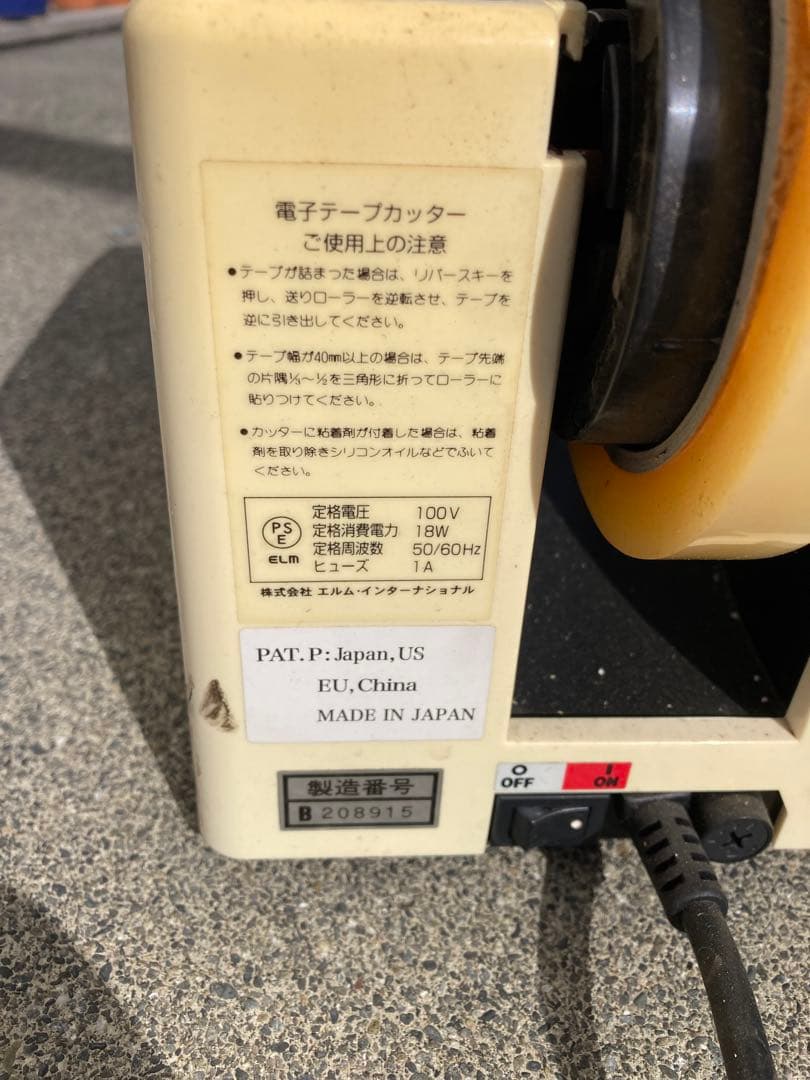 電子テープカッター
ご使用上の注意
●テープが詰まった場合は、リバースキーを
押し、送りローラーを逆転させ、テープを
逆に引き出してください。
●テープ幅が40mm以上の場合は、テープ先端
の片隅⅓〜½を三角形に折ってローラーに
貼りつけてください。
●カッターに粘着剤が付着した場合は、粘着
剤を取り除きシリコンオイルなどでふいて
ください。
PS
E
ELM
定格電圧 100V
定格消費電力 18W
定格周波数 50/60Hz
ヒューズ 1A
株式会社 エルム・インターナショナル
PAT.P:Japan,US
EU,China
MADE IN JAPAN
製造番号
B 208915
O I
OFF ON